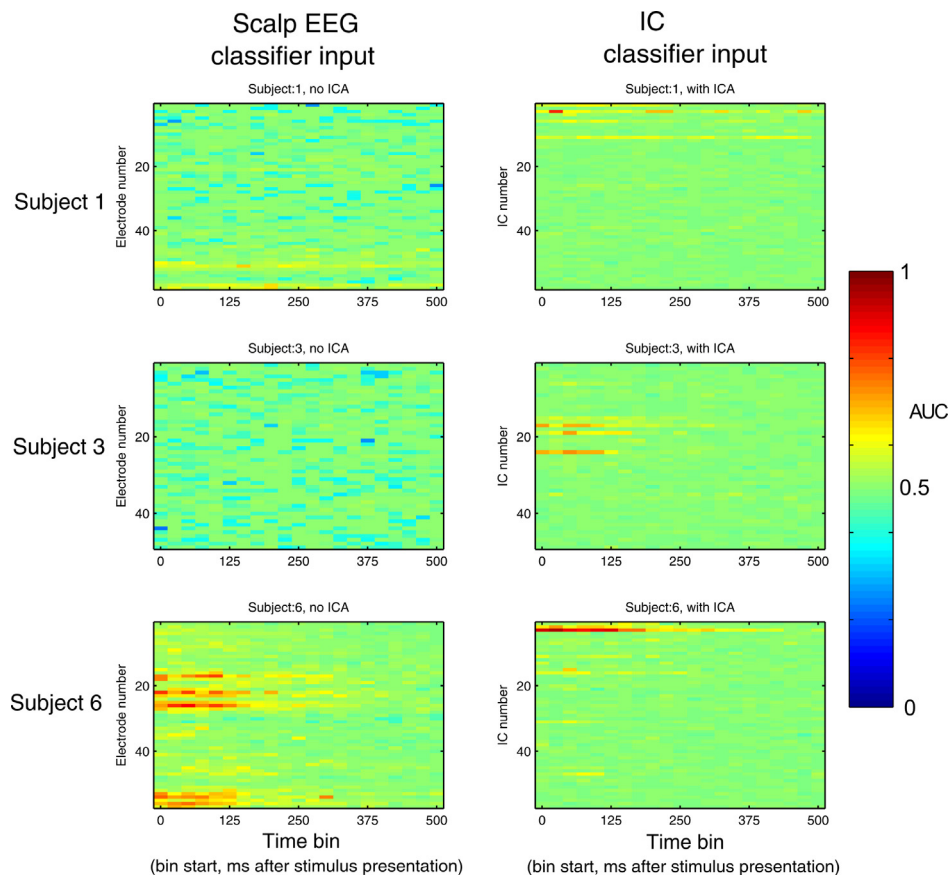 Scalp EEG
classifier input
IC
classifier input
Subject:1, no ICA
Subject:1, with ICA
Subject 1
Electrode number
20
40
0 125 250 375 500
IC number
20
40
0 125 250 375 500
Subject:3, no ICA
Subject:3, with ICA
Subject 3
Electrode number
20
40
0 125 250 375 500
IC number
20
40
0 125 250 375 500
Subject:6, no ICA
Subject:6, with ICA
Subject 6
Electrode number
20
40
0 125 250 375 500
Time bin
(bin start, ms after stimulus presentation)
IC number
20
40
0 125 250 375 500
Time bin
(bin start, ms after stimulus presentation)
1
AUC
0.5
0